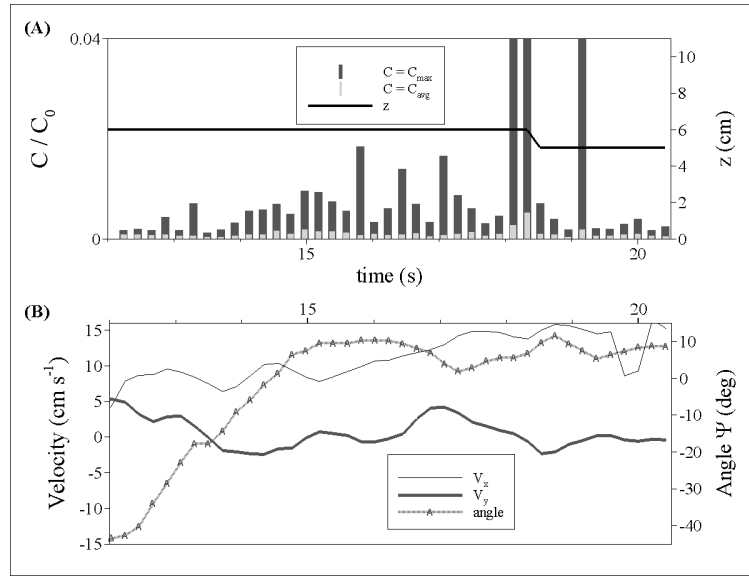 (A)
0.04
10
8
6
4
2
0
0
C / C0
z (cm)
C = Cmax
C = Cavg
z
15
20
time (s)
(B)
15
20
15
10
5
0
-5
-10
-15
Velocity (cm s-1)
10
0
-10
-20
-30
-40
Angle Ψ (deg)
Vx
Vy
A angle A